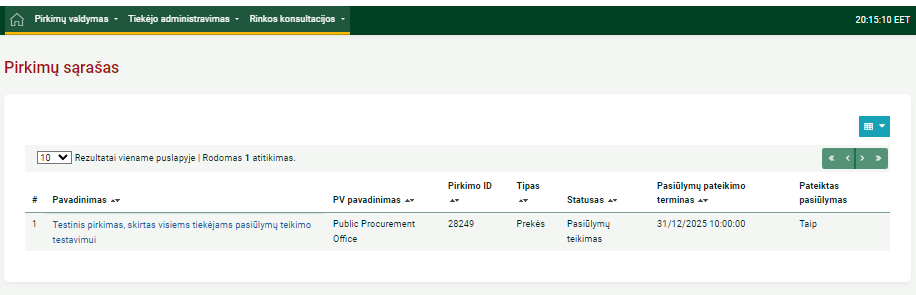 Pirkimų valdymas Tiekėjo administravimas Rinkos konsultacijos 20:15:10 EET
Pirkimų sąrašas
10 Rezultatai viename puslapyje | Rodomas 1 atitikimas.
# Pavadinimas PV pavadinimas Pirkimo ID Tipas Statusas Pasiūlymų pateikimo terminas Pateiktas pasiūlymas
1 Testinis pirkimas, skirtas visiems tiekėjams pasiūlymų teikimo Public Procurement 28249 Prekės Pasiūlymų 31/12/2025 10:00:00 Taip
testavimui Office teikimas